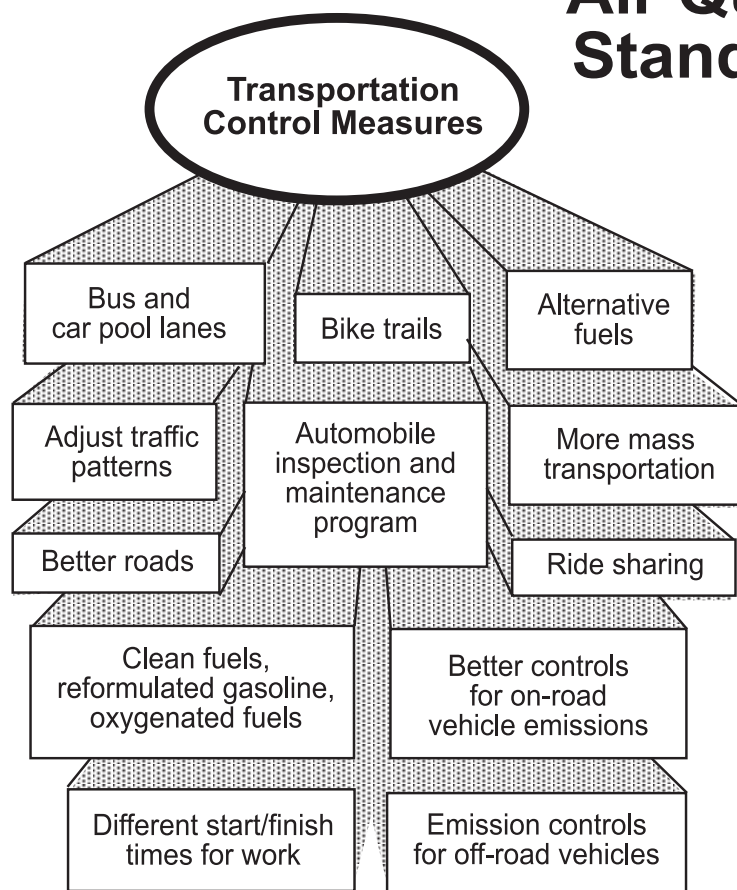 Stand
Transportation
Control Measures
Bus and
car pool lanes
Bike trails
Alternative
fuels
Adjust traffic
patterns
Automobile
inspection and
maintenance
program
More mass
transportation
Better roads
Ride sharing
Clean fuels,
reformulated gasoline,
oxygenated fuels
Better controls
for on-road
vehicle emissions
Different start/finish
times for work
Emission controls
for off-road vehicles